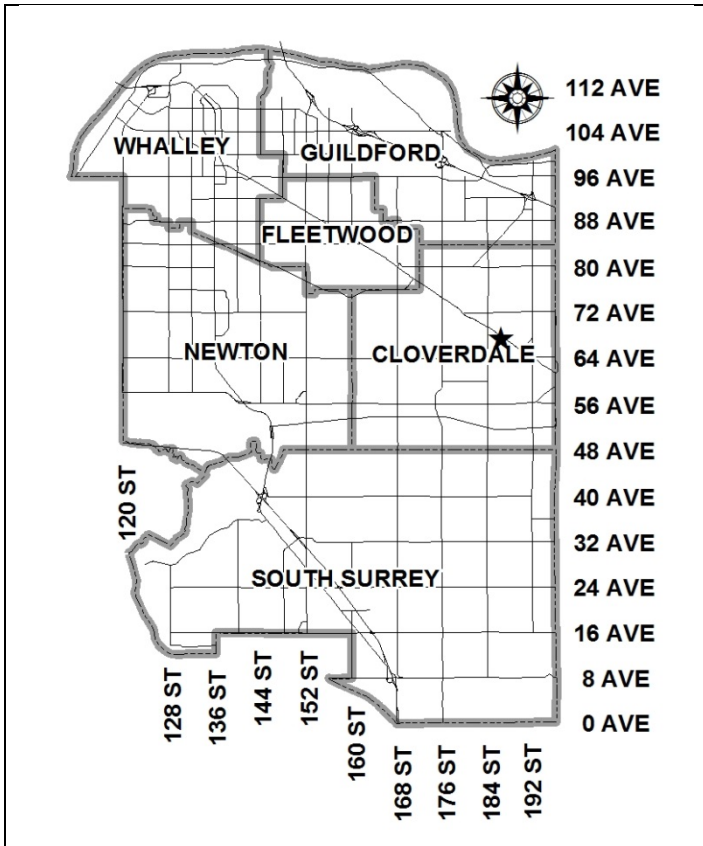 112 AVE
104 AVE
WHALLEY
GUILDFORD
96 AVE
88 AVE
FLEETWOOD
80 AVE
72 AVE
NEWTON
CLOVERDALE
64 AVE
56 AVE
48 AVE
120 ST
40 AVE
32 AVE
SOUTH SURREY
24 AVE
16 AVE
8 AVE
0 AVE
128 ST
136 ST
144 ST
152 ST
160 ST
168 ST
176 ST
184 ST
192 ST